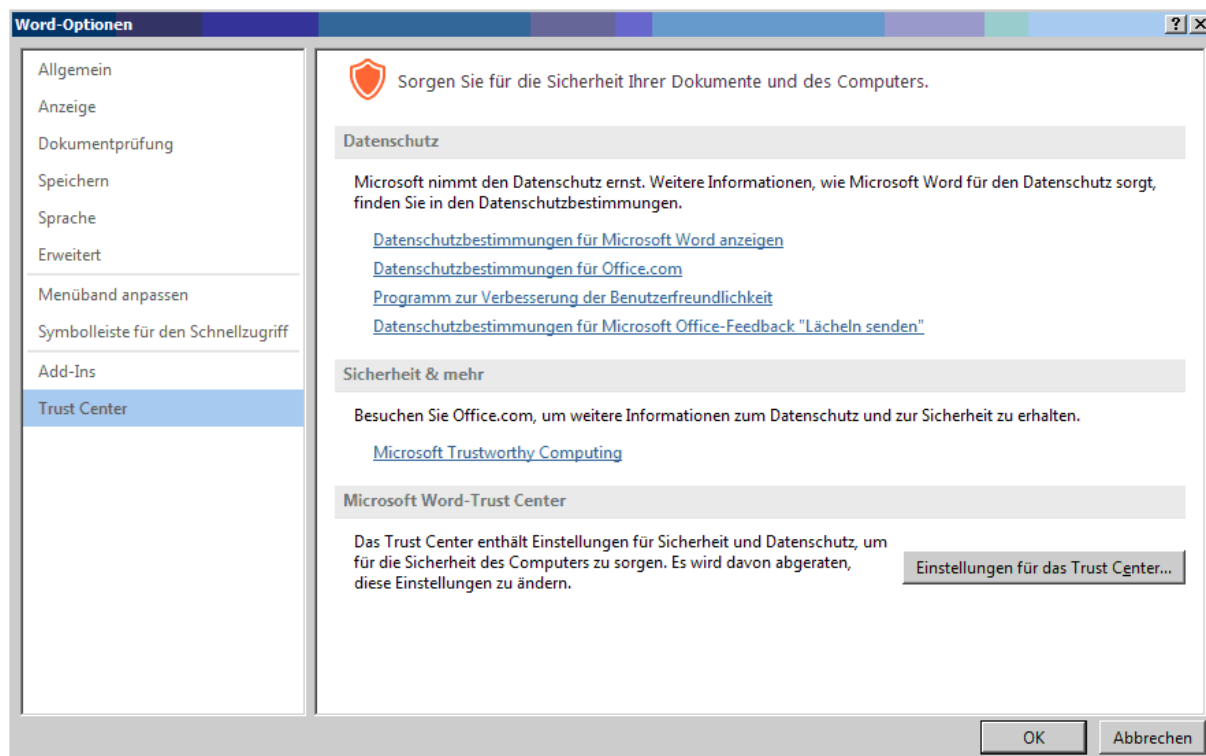 Word-Optionen
Allgemein
Anzeige
Dokumentprüfung
Speichern
Sprache
Erweitert
Menüband anpassen
Symbolleiste für den Schnellzugriff
Add-Ins
Trust Center
Sorgen Sie für die Sicherheit Ihrer Dokumente und des Computers.
Datenschutz
Microsoft nimmt den Datenschutz ernst. Weitere Informationen, wie Microsoft Word für den Datenschutz sorgt,
finden Sie in den Datenschutzbestimmungen.
Datenschutzbestimmungen für Microsoft Word anzeigen
Datenschutzbestimmungen für Office.com
Programm zur Verbesserung der Benutzerfreundlichkeit
Datenschutzbestimmungen für Microsoft Office-Feedback "Lächeln senden"
Sicherheit & mehr
Besuchen Sie Office.com, um weitere Informationen zum Datenschutz und zur Sicherheit zu erhalten.
Microsoft Trustworthy Computing
Microsoft Word-Trust Center
Das Trust Center enthält Einstellungen für Sicherheit und Datenschutz, um
für die Sicherheit des Computers zu sorgen. Es wird davon abgeraten,
diese Einstellungen zu ändern.
Einstellungen für das Trust Center...
OK
Abbrechen